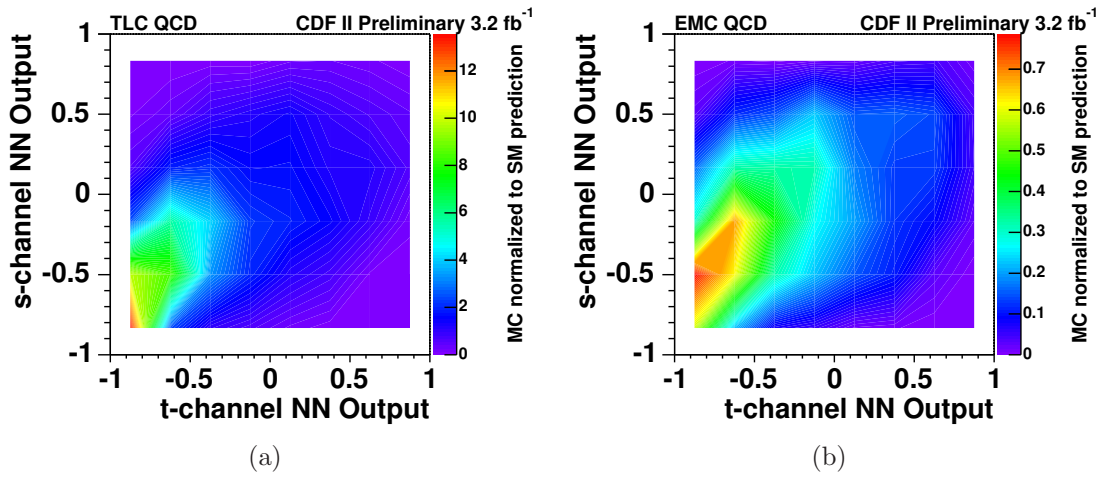 TLC QCD CDF II Preliminary 3.2 fb⁻¹
s-channel NN Output
1
0.5
0
-0.5
-1
-1 -0.5 0 0.5 1
t-channel NN Output
12
10
8
6
4
2
0
MC normalized to SM prediction
(a)
EMC QCD CDF II Preliminary 3.2 fb⁻¹
s-channel NN Output
1
0.5
0
-0.5
-1
-1 -0.5 0 0.5 1
t-channel NN Output
0.7
0.6
0.5
0.4
0.3
0.2
0.1
0
MC normalized to SM prediction
(b)